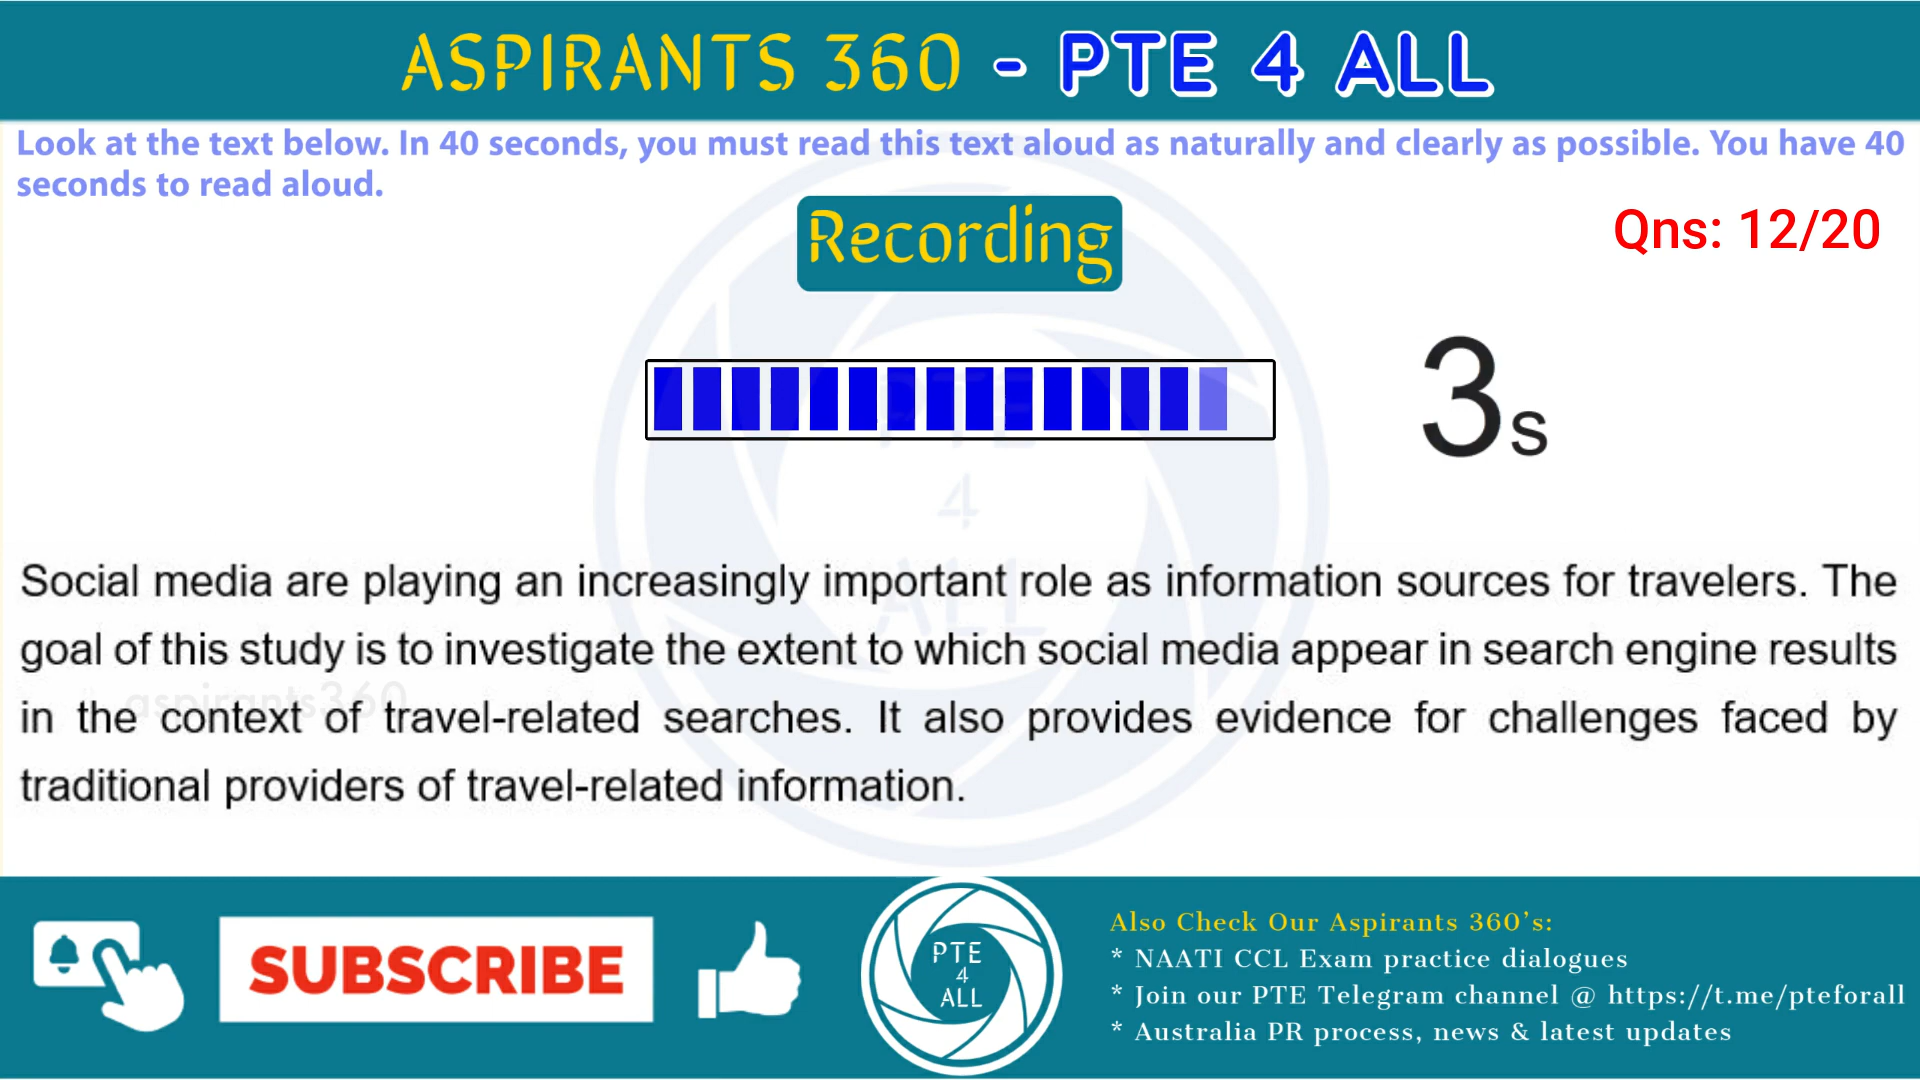 ASPIRANTS 360 - PTE 4 ALL
Look at the text below. In 40 seconds, you must read this text aloud as naturally and clearly as possible. You have 40
seconds to read aloud.
Recording
Qns: 12/20
3s
PTE
4
ALL
Social media are playing an increasingly important role as information sources for travelers. The
goal of this study is to investigate the extent to which social media appear in search engine results
aspirants360
in the context of travel-related searches. It also provides evidence for challenges faced by
traditional providers of travel-related information.
SUBSCRIBE
PTE
4
ALL
Also Check Our Aspirants 360's:
* NAATI CCL Exam practice dialogues
* Join our PTE Telegram channel @ https://t.me/pteforall
* Australia PR process, news & latest updates